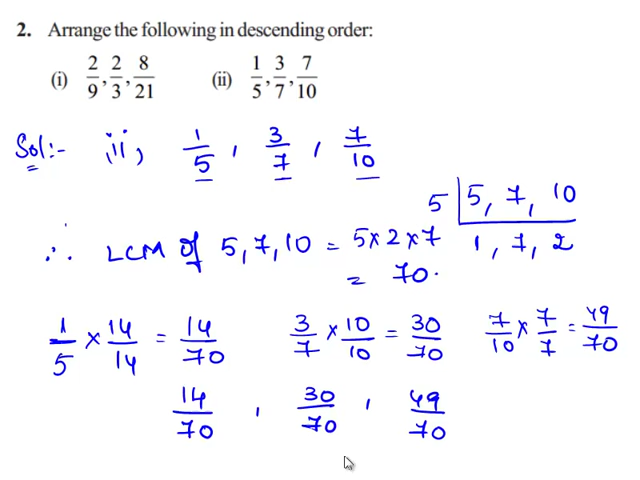 2. Arrange the following in descending order:
(i) 2/9, 2/3, 8/21 (ii) 1/5, 3/7, 7/10
Sol:- ii, 1/5, 3/7, 7/10
5 | 5, 7, 10
∴ LCM of 5, 7, 10 = 5 x 2 x 7 1, 7, 2
= 70.
1/5 x 14/14 = 14/70 3/7 x 10/10 = 30/70 7/10 x 7/7 = 49/70
14/70, 30/70, 49/70